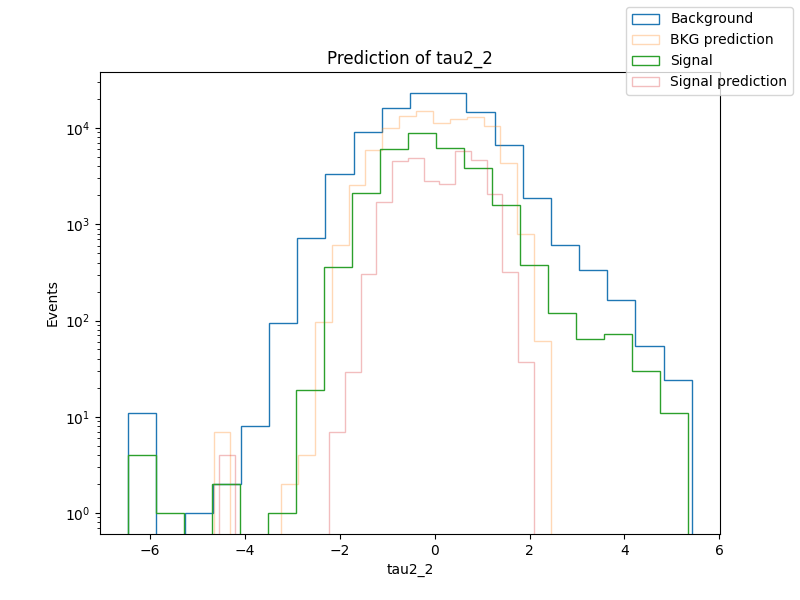 Prediction of tau2_2
Background
BKG prediction
Signal
Signal prediction
Events
10⁴
10³
10²
10¹
10⁰
−6
−4
−2
0
2
4
6
tau2_2